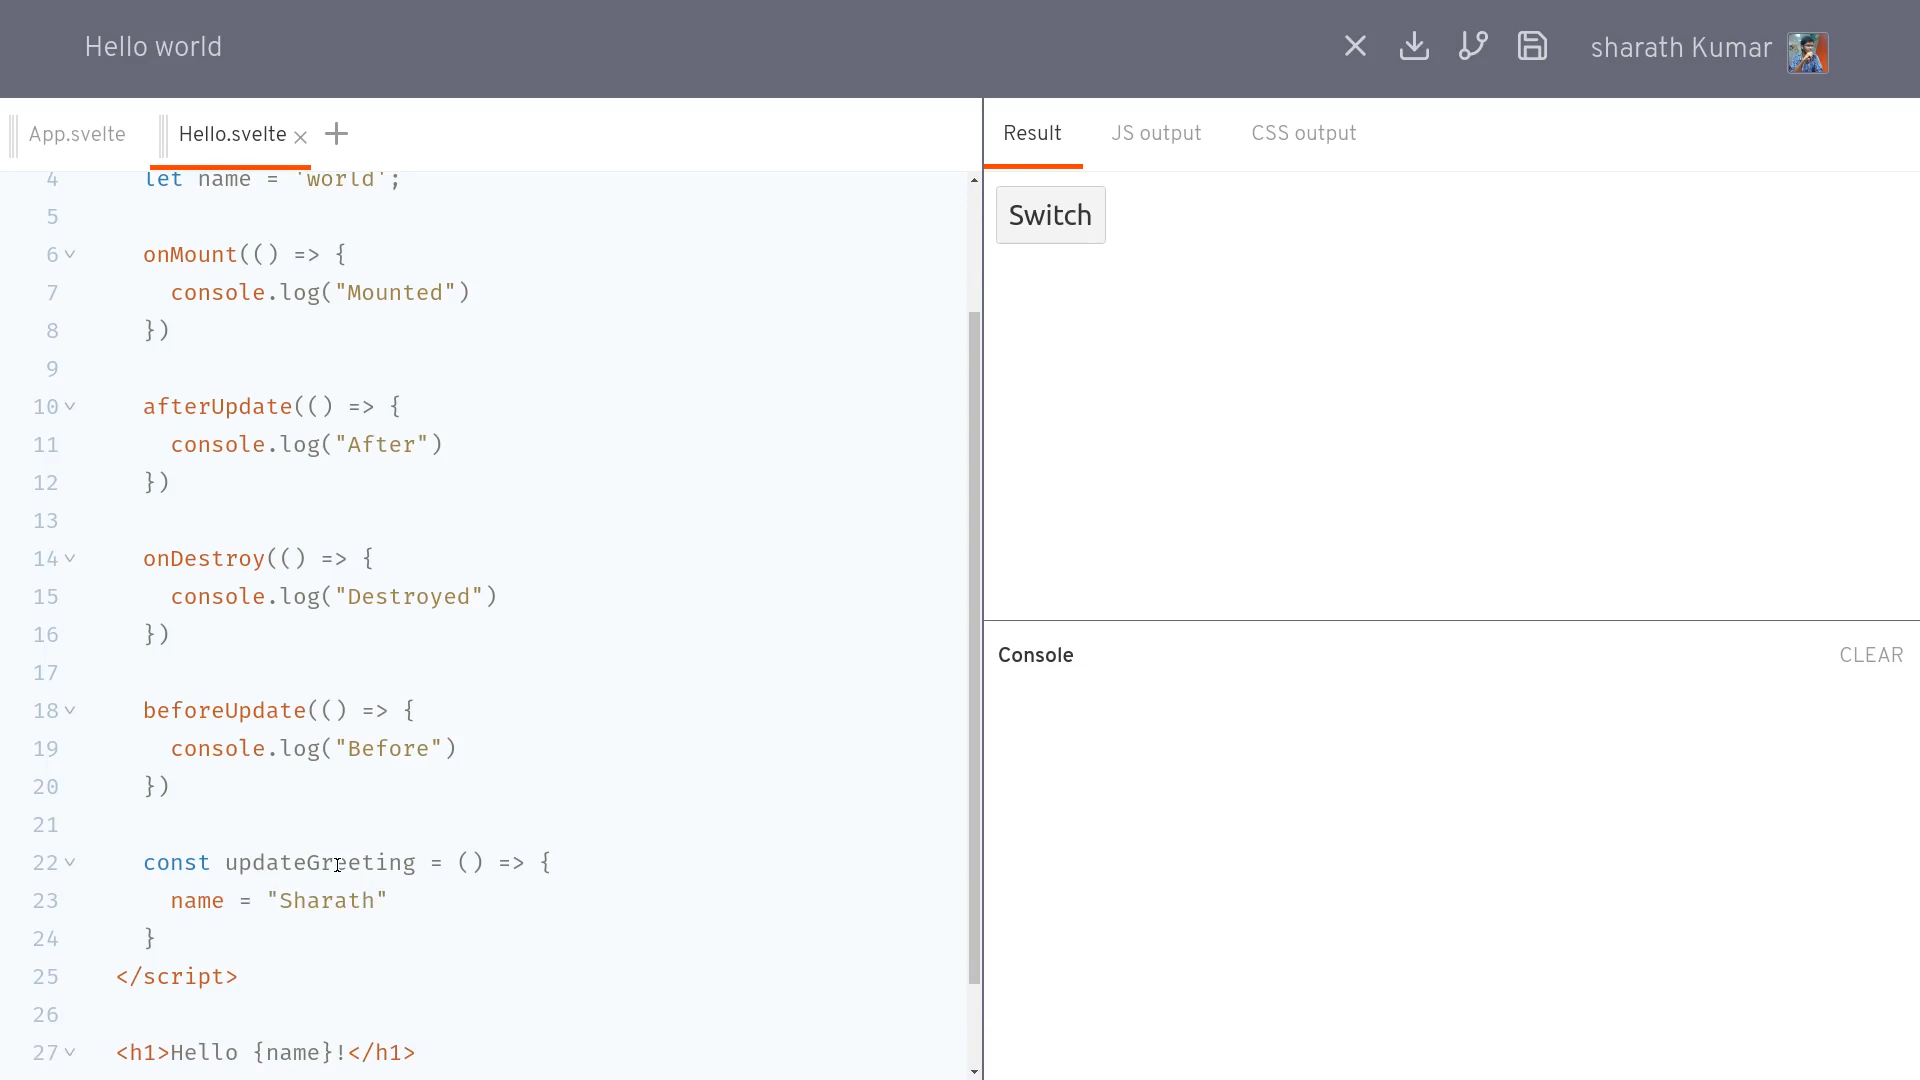 Hello world
sharath Kumar
App.svelte
Hello.svelte
Result
JS output
CSS output
4 let name = 'world';
5
6 onMount(() => {
7 console.log("Mounted")
8 })
9
10 afterUpdate(() => {
11 console.log("After")
12 })
13
14 onDestroy(() => {
15 console.log("Destroyed")
16 })
17
18 beforeUpdate(() => {
19 console.log("Before")
20 })
21
22 const updateGreeting = () => {
23 name = "Sharath"
24 }
25 </script>
26
27 <h1>Hello {name}!</h1>
Switch
Console
CLEAR